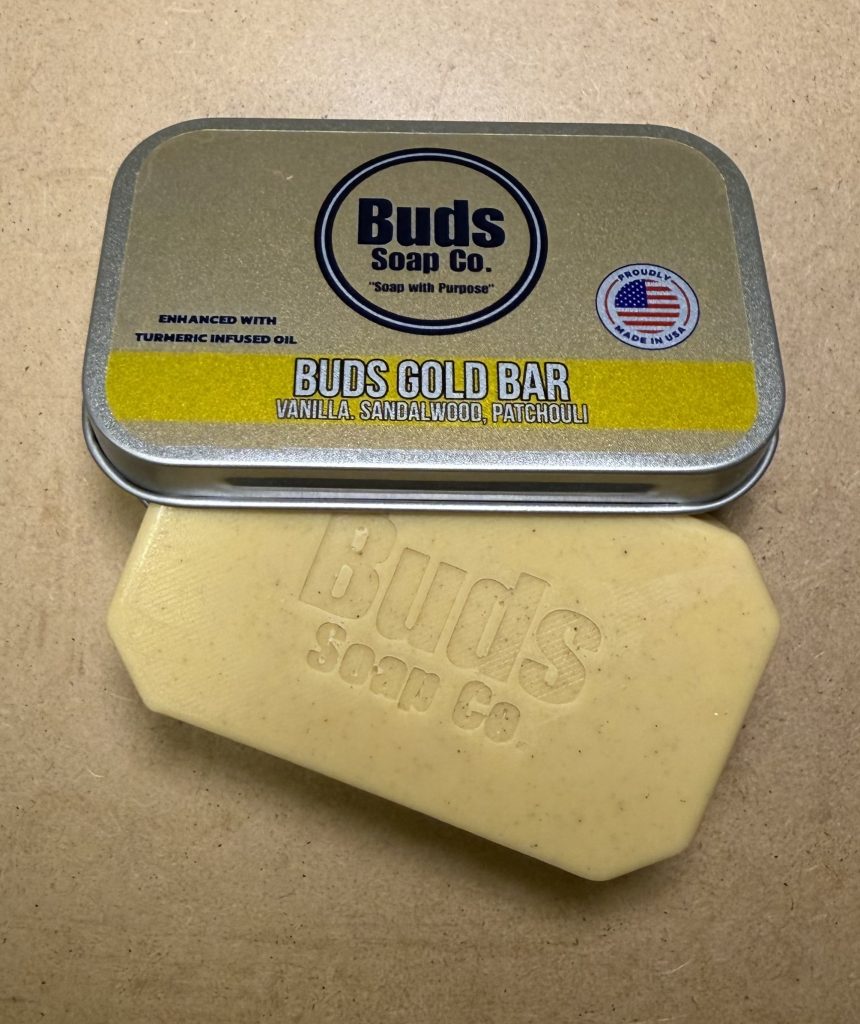 Buds
Soap Co.
"Soap with Purpose"
PROUDLY
MADE IN USA
ENHANCED WITH
TURMERIC INFUSED OIL
BUDS GOLD BAR
VANILLA. SANDALWOOD, PATCHOULI
Buds
Soap Co.